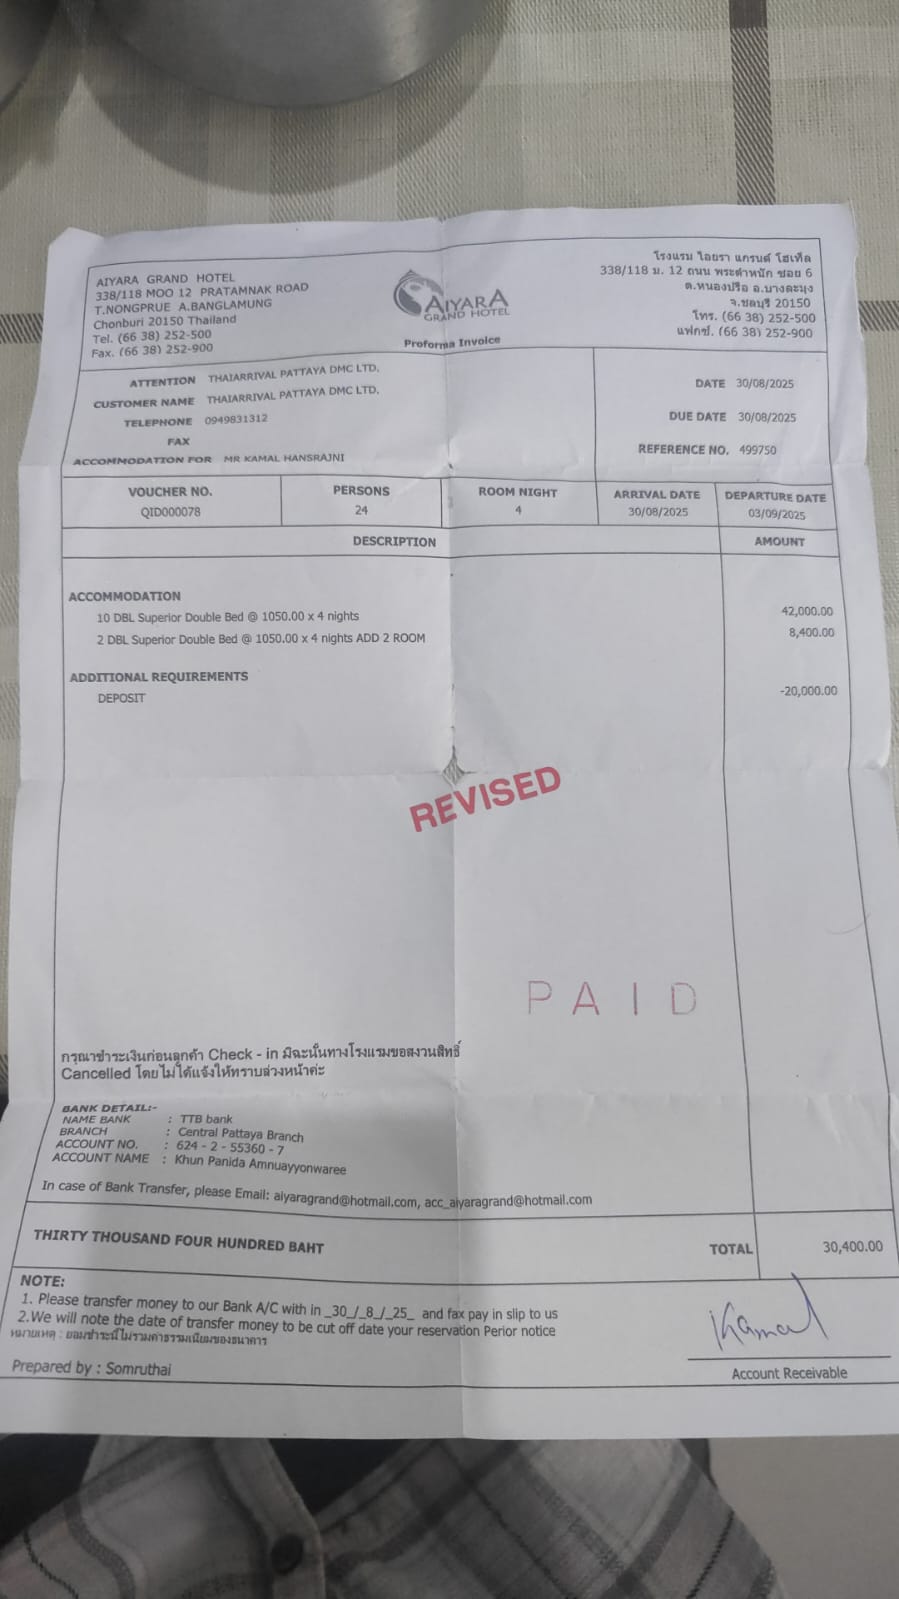 AIYARA GRAND HOTEL
338/118 MOO 12 PRATAMNAK ROAD
T.NONGPRUE A.BANGLAMUNG
Chonburi 20150 Thailand
Tel. (66 38) 252-500
Fax. (66 38) 252-900
AIYARA
GRAND HOTEL
Proforma Invoice
โรงแรม ไอยรา แกรนด์ โฮเท็ล
338/118 ม. 12 ถนน พระตำหนัก ซอย 6
ต.หนองปรือ อ.บางละมุง
จ.ชลบุรี 20150
โทร. (66 38) 252-500
แฟกซ์. (66 38) 252-900
ATTENTION THAIARRIVAL PATTAYA DMC LTD.
CUSTOMER NAME THAIARRIVAL PATTAYA DMC LTD.
TELEPHONE 0949831312
FAX
ACCOMMODATION FOR MR KAMAL HANSRAJNI
DATE 30/08/2025
DUE DATE 30/08/2025
REFERENCE NO. 499750
VOUCHER NO. PERSONS ROOM NIGHT ARRIVAL DATE DEPARTURE DATE
QID000078 24 4 30/08/2025 03/09/2025
DESCRIPTION AMOUNT
ACCOMMODATION
10 DBL Superior Double Bed @ 1050.00 x 4 nights 42,000.00
2 DBL Superior Double Bed @ 1050.00 x 4 nights ADD 2 ROOM 8,400.00
ADDITIONAL REQUIREMENTS
DEPOSIT -20,000.00
REVISED
PAID
กรุณาชำระเงินก่อนลูกค้า Check - in มิฉะนั้นทางโรงแรมขอสงวนสิทธิ์
Cancelled โดยไม่ได้แจ้งให้ทราบล่วงหน้าค่ะ
BANK DETAIL:-
NAME BANK : TTB bank
BRANCH : Central Pattaya Branch
ACCOUNT NO. : 624 - 2 - 55360 - 7
ACCOUNT NAME : Khun Panida Amnuayyonwaree
In case of Bank Transfer, please Email: aiyaragrand@hotmail.com, acc_aiyaragrand@hotmail.com
THIRTY THOUSAND FOUR HUNDRED BAHT TOTAL 30,400.00
NOTE:
1. Please transfer money to our Bank A/C with in _30_/_8_/_25_ and fax pay in slip to us
2.We will note the date of transfer money to be cut off date your reservation Perior notice
หมายเหตุ : ยอมชำระนี้ไม่รวมค่าธรรมเนียมของธนาคาร
Kamal
Prepared by : Somruthai
Account Receivable